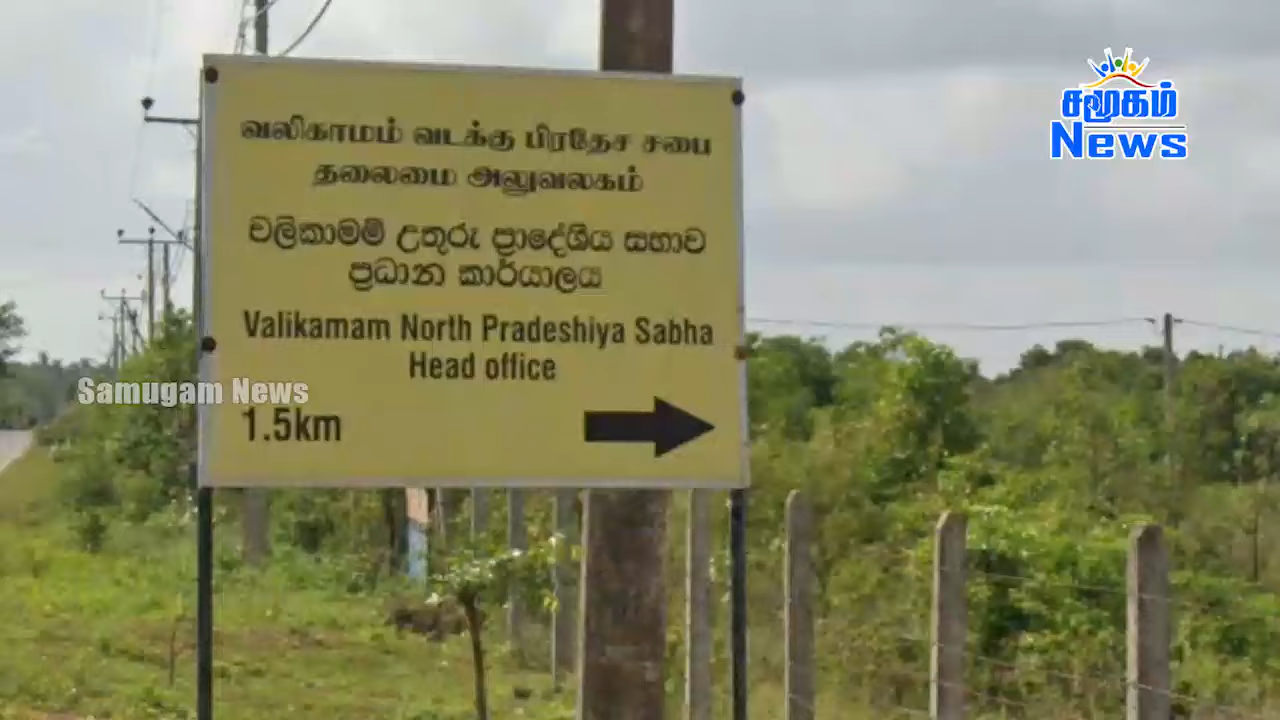 வலிகாமம் வடக்கு பிரதேச சபை
தலைமை அலுவலகம்
වලිකාමම් උතුරු ප්‍රාදේශීය සභාව
ප්‍රධාන කාර්යාලය
Valikamam North Pradeshiya Sabha
Head office
1.5km
Samugam News
சமூகம்
News